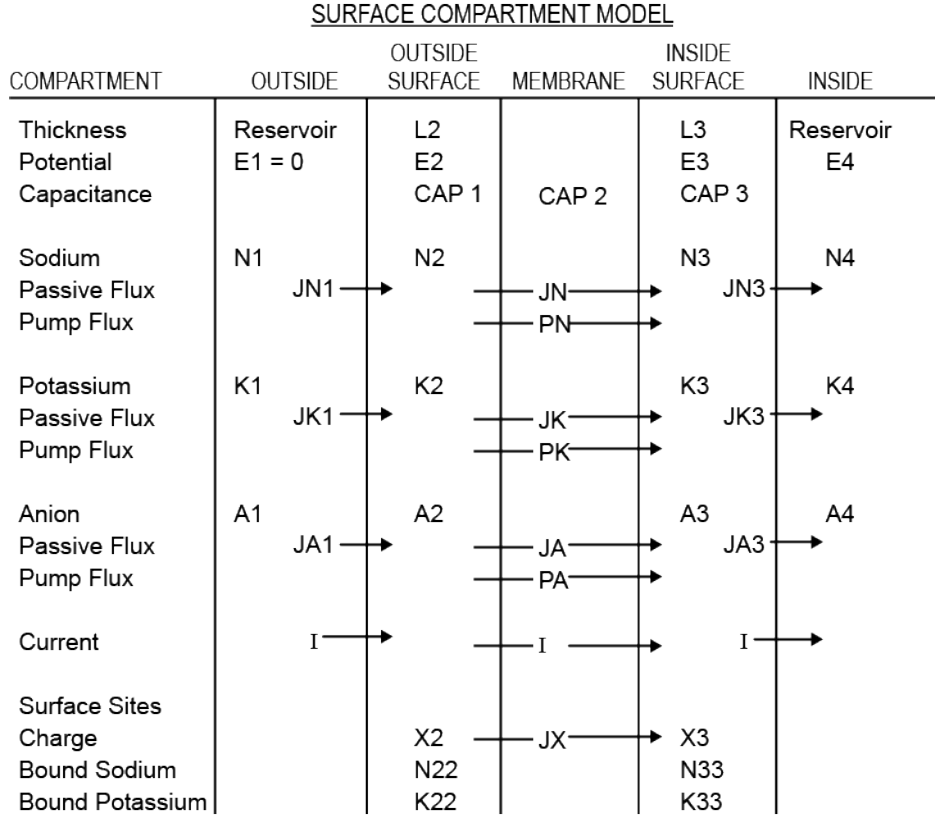 SURFACE COMPARTMENT MODEL
COMPARTMENT OUTSIDE OUTSIDE SURFACE MEMBRANE INSIDE SURFACE INSIDE
Thickness Reservoir L2 L3 Reservoir
Potential E1 = 0 E2 E3 E4
Capacitance CAP 1 CAP 2 CAP 3
Sodium N1 N2 N3 N4
Passive Flux JN1 JN JN3
Pump Flux PN
Potassium K1 K2 K3 K4
Passive Flux JK1 JK JK3
Pump Flux PK
Anion A1 A2 A3 A4
Passive Flux JA1 JA JA3
Pump Flux PA
Current I I I
Surface Sites
Charge X2 JX X3
Bound Sodium N22 N33
Bound Potassium K22 K33